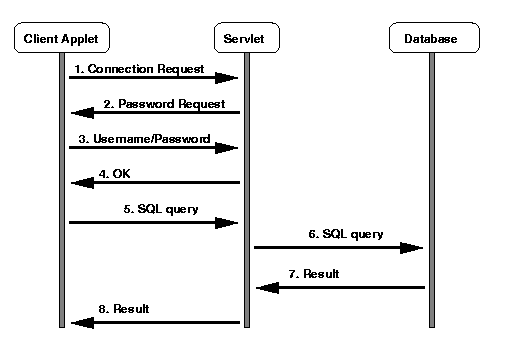 Client Applet
Servlet
Database
1. Connection Request
2. Password Request
3. Username/Password
4. OK
5. SQL query
6. SQL query
7. Result
8. Result